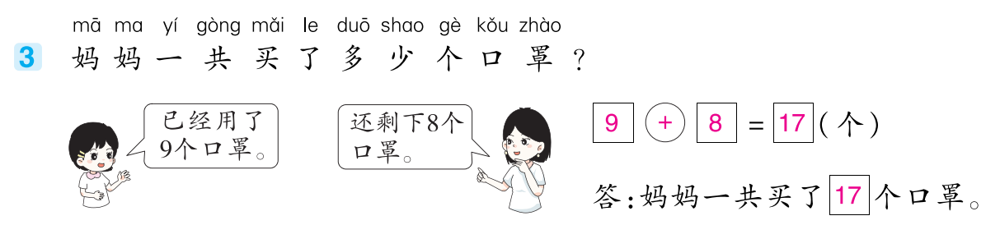 mā ma yí gòng mǎi le duō shao gè kǒu zhào
3 妈妈一共买了多少个口罩？
已经用了
9个口罩。
还剩下8个
口罩。
9 + 8 = 17 (个)
答：妈妈一共买了17个口罩。